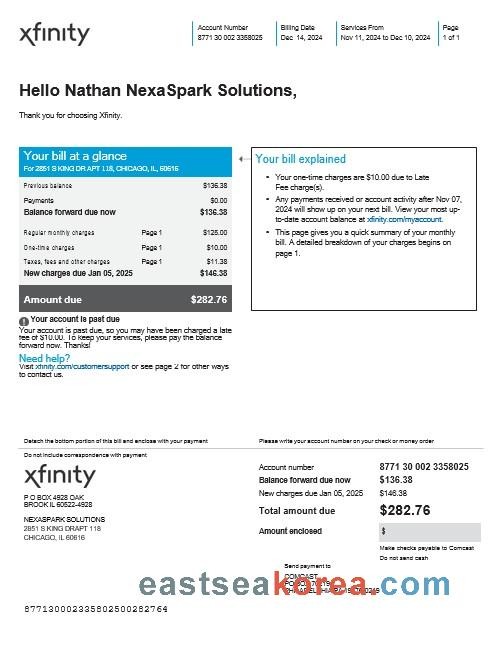 xfinity
Account Number
8771 30 002 3358025
Billing Date
Dec 14, 2024
Services From
Nov 11, 2024 to Dec 10, 2024
Page
1 of 1
Hello Nathan NexaSpark Solutions,
Thank you for choosing Xfinity.
Your bill at a glance
For 2851 S KING DR APT 118, CHICAGO, IL, 60616
Previous balance $136.38
Payments $0.00
Balance forward due now $136.38
Regular monthly charges Page 1 $125.00
One-time charges Page 1 $10.00
Taxes, fees and other charges Page 1 $11.38
New charges due Jan 05, 2025 $146.38
Amount due $282.76
! Your account is past due
Your account is past due, so you may have been charged a late
fee of $10.00. To keep your services, please pay the balance
forward now. Thanks!
Need help?
Visit xfinity.com/customersupport or see page 2 for other ways
to contact us.
Your bill explained
• Your one-time charges are $10.00 due to Late
Fee charge(s).
• Any payments received or account activity after Nov 07,
2024 will show up on your next bill. View your most up-
to-date account balance at xfinity.com/myaccount.
• This page gives you a quick summary of your monthly
bill. A detailed breakdown of your charges begins on
page 1.
Detach the bottom portion of this bill and enclose with your payment
Please write your account number on your check or money order
Do not include correspondence with payment
xfinity
P O BOX 4928 OAK
BROOK IL 60522-4928
NEXASPARK SOLUTIONS
2851 S KING DRAPT 118
CHICAGO, IL 60616
Account number 8771 30 002 3358025
Balance forward due now $136.38
New charges due Jan 05, 2025 $146.38
Total amount due $282.76
Amount enclosed $
Make checks payable to Comcast
Do not send cash
Send payment to
COMCAST
PO BOX
PHILADELPHIA PA
eastseakorea.com
877130002335802500282764